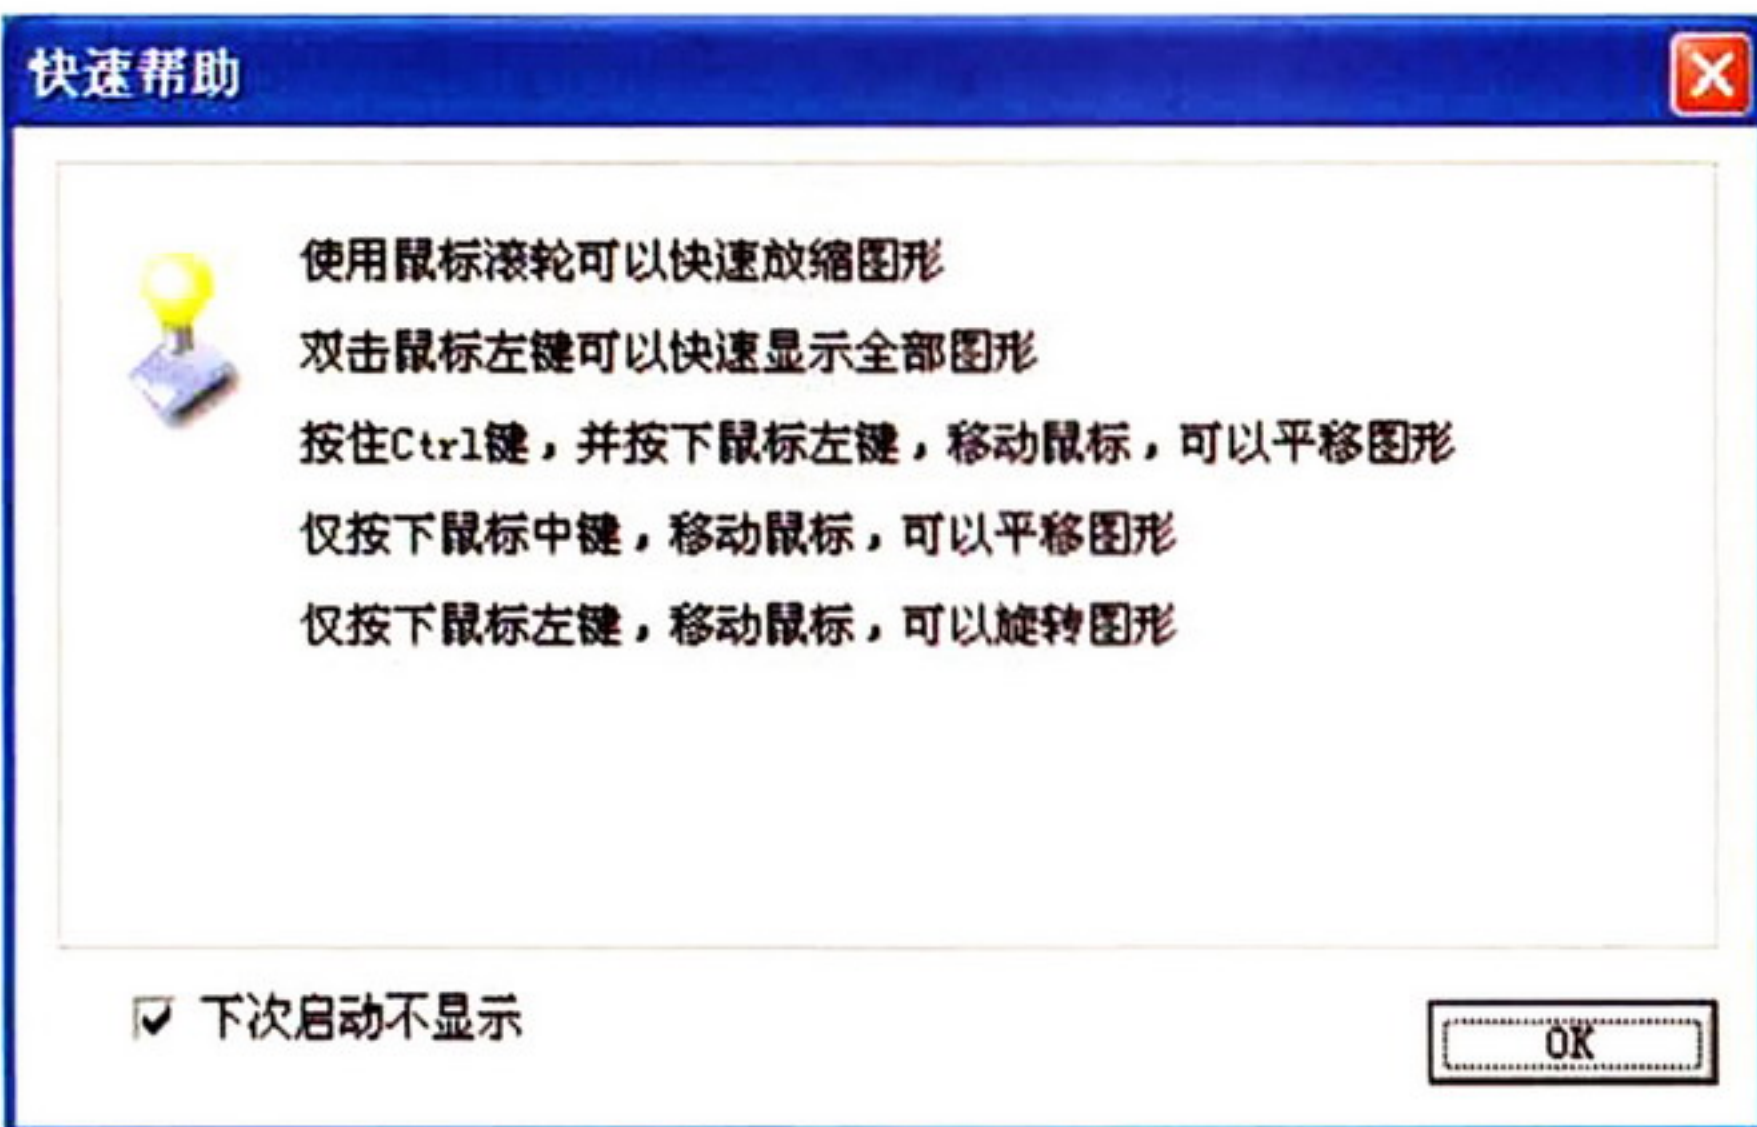 快速帮助
使用鼠标滚轮可以快速放缩图形
双击鼠标左键可以快速显示全部图形
按住Ctrl键，并按下鼠标左键，移动鼠标，可以平移图形
仅按下鼠标中键，移动鼠标，可以平移图形
仅按下鼠标左键，移动鼠标，可以旋转图形
下次启动不显示
OK